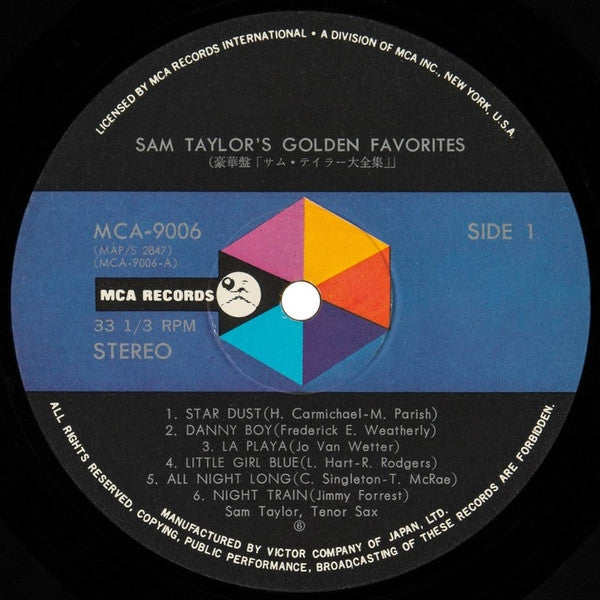 LICENSED BY MCA RECORDS INTERNATIONAL • A DIVISION OF MCA INC., NEW YORK, U.S.A.
SAM TAYLOR'S GOLDEN FAVORITES
(豪華盤「サム・テイラー大全集」)
MCA-9006
SIDE 1
(MAP/S 2847)
(MCA-9006-A)
MCA RECORDS
33 1/3 RPM
STEREO
1. STAR DUST(H. Carmichael-M. Parish)
2. DANNY BOY(Frederick E. Weatherly)
3. LA PLAYA(Jo Van Wetter)
4. LITTLE GIRL BLUE(L. Hart-R. Rodgers)
5. ALL NIGHT LONG(C. Singleton-T. McRae)
6. NIGHT TRAIN(Jimmy Forrest)
Sam Taylor, Tenor Sax
⑥
MANUFACTURED BY VICTOR COMPANY OF JAPAN, LTD.
ALL RIGHTS RESERVED, COPYING, PUBLIC PERFORMANCE, BROADCASTING OF THESE RECORDS ARE FORBIDDEN.